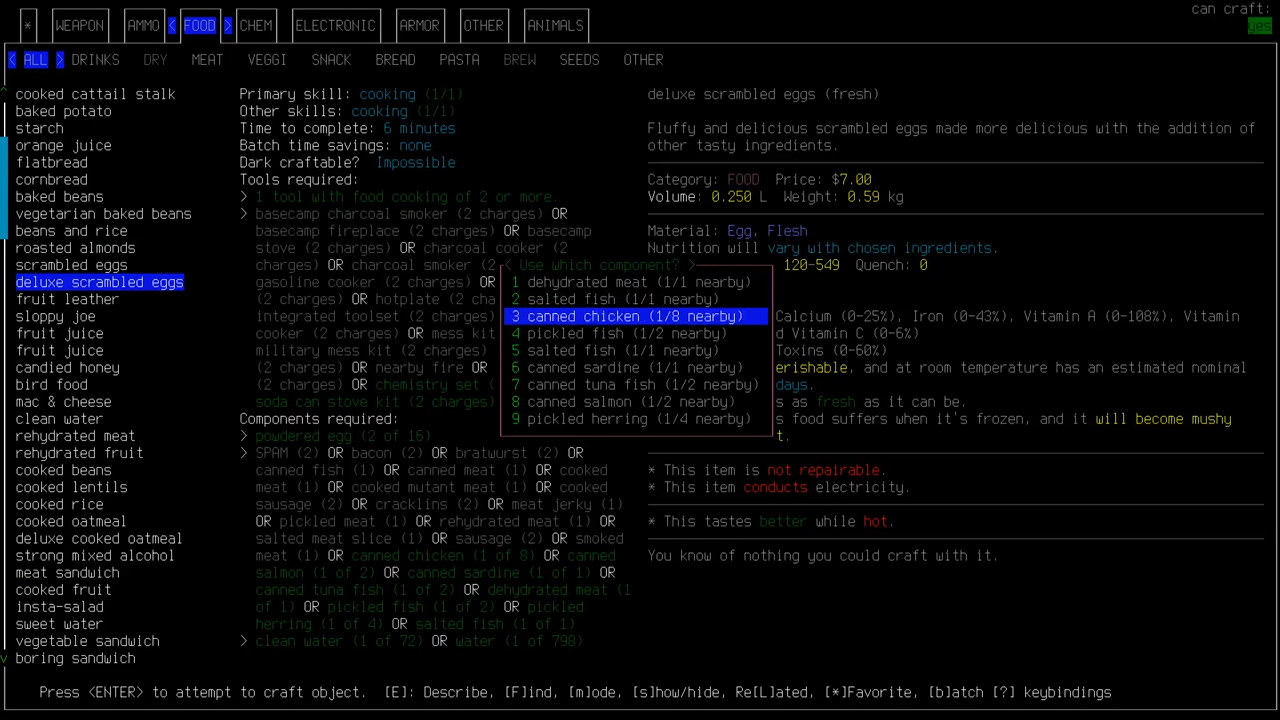 can craft:
yes
* WEAPON AMMO < FOOD > CHEM ELECTRONIC ARMOR OTHER ANIMALS
< ALL > DRINKS DRY MEAT VEGGI SNACK BREAD PASTA BREW SEEDS OTHER
cooked cattail stalk
baked potato
starch
orange juice
flatbread
cornbread
baked beans
vegetarian baked beans
beans and rice
roasted almonds
scrambled eggs
deluxe scrambled eggs
fruit leather
sloppy joe
fruit juice
fruit juice
candied honey
bird food
mac & cheese
clean water
rehydrated meat
rehydrated fruit
cooked beans
cooked lentils
cooked rice
cooked oatmeal
deluxe cooked oatmeal
strong mixed alcohol
meat sandwich
cooked fruit
insta-salad
sweet water
vegetable sandwich
v boring sandwich
Primary skill: cooking (1/1)
Other skills: cooking (1/1)
Time to complete: 6 minutes
Batch time savings: none
Dark craftable? Impossible
Tools required:
> 1 tool with food cooking of 2 or more.
> basecamp charcoal smoker (2 charges) OR
basecamp fireplace (2 charges) OR basecamp
stove (2 charges) OR charcoal cooker (2
charges) OR charcoal smoker (2
gasoline cooker (2 charges) OR
(2 charges) OR hotplate (2 cha
integrated toolset (2 charges)
cooker (2 charges) OR mess kit
military mess kit (2 charges)
(2 charges) OR nearby fire OR
(2 charges) OR chemistry set (
soda can stove kit (2 charges)
Components required:
> powdered egg (2 of 16)
> SPAM (2) OR bacon (2) OR bratwurst (2) OR
canned fish (1) OR canned meat (1) OR cooked
meat (1) OR cooked mutant meat (1) OR cooked
sausage (2) OR cracklins (2) OR meat jerky (1)
OR pickled meat (1) OR rehydrated meat (1) OR
salted meat slice (1) OR sausage (2) OR smoked
meat (1) OR canned chicken (1 of 8) OR canned
salmon (1 of 2) OR canned sardine (1 of 1) OR
canned tuna fish (1 of 2) OR dehydrated meat (1
of 1) OR pickled fish (1 of 2) OR pickled
herring (1 of 4) OR salted fish (1 of 1)
> clean water (1 of 72) OR water (1 of 798)
< Use which component? >
1 dehydrated meat (1/1 nearby)
2 salted fish (1/1 nearby)
3 canned chicken (1/8 nearby)
4 pickled fish (1/2 nearby)
5 salted fish (1/1 nearby)
6 canned sardine (1/1 nearby)
7 canned tuna fish (1/2 nearby)
8 canned salmon (1/2 nearby)
9 pickled herring (1/4 nearby)
deluxe scrambled eggs (fresh)
Fluffy and delicious scrambled eggs made more delicious with the addition of
other tasty ingredients.
Category: FOOD Price: $7.00
Volume: 0.250 L Weight: 0.59 kg
Material: Egg, Flesh
Nutrition will vary with chosen ingredients.
120-549 Quench: 0
Calcium (0-25%), Iron (0-43%), Vitamin A (0-108%), Vitamin
d Vitamin C (0-6%)
Toxins (0-60%)
erishable, and at room temperature has an estimated nominal
days.
s as fresh as it can be.
s food suffers when it's frozen, and it will become mushy
t.
* This item is not repairable.
* This item conducts electricity.
* This tastes better while hot.
You know of nothing you could craft with it.
Press <ENTER> to attempt to craft object. [E]: Describe, [F]ind, [m]ode, [s]how/hide, Re[L]ated, [*]Favorite, [b]atch [?] keybindings